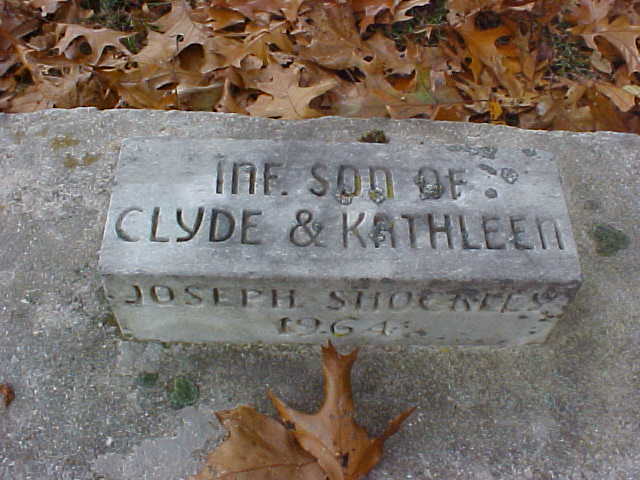 INF. SON OF
CLYDE & KATHLEEN
JOSEPH SHOCKLEY
1964